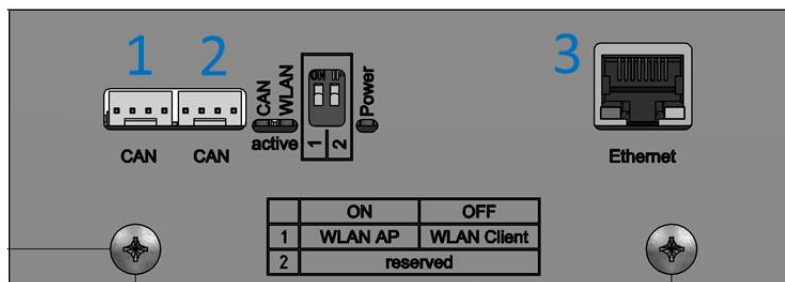 1 2 3
CAN
WLAN
ON
Power
active
1
2
CAN CAN
Ethernet
ON OFF
1 WLAN AP WLAN Client
2 reserved